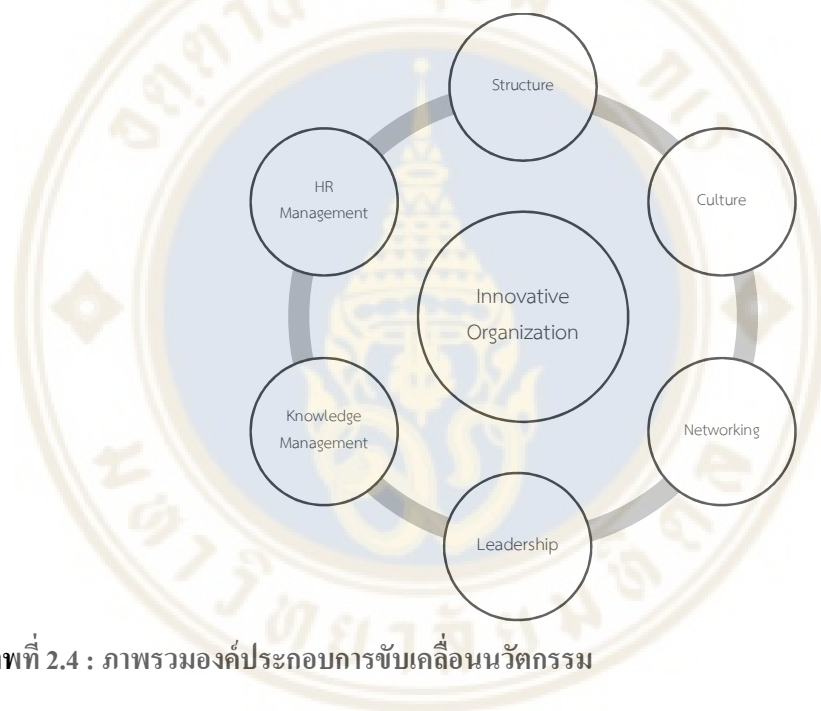 Structure
HR
Management
Culture
Innovative
Organization
Knowledge
Management
Networking
Leadership
พที่ 2.4 : ภาพรวมองค์ประกอบการขับเคลื่อนนวัตกรรม